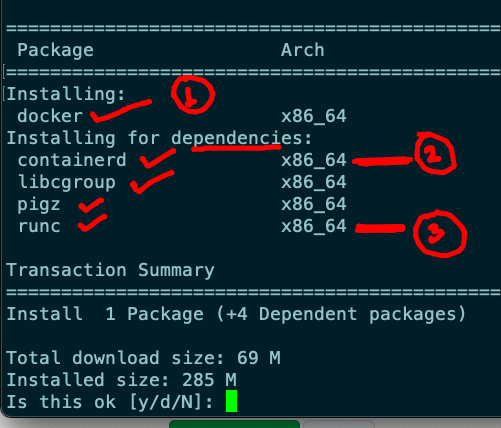 ================================================
Package Arch
================================================
Installing: 1
docker x86_64
Installing for dependencies:
containerd x86_64 2
libcgroup x86_64
pigz x86_64
runc x86_64 3
Transaction Summary
================================================
Install 1 Package (+4 Dependent packages)
Total download size: 69 M
Installed size: 285 M
Is this ok [y/d/N]: